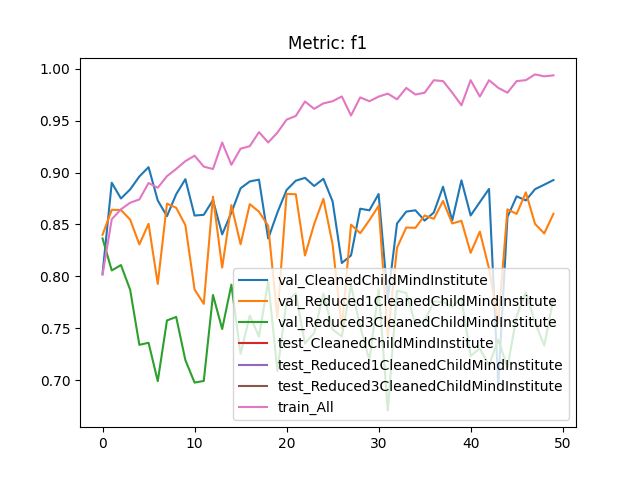 Metric: f1
1.00
0.95
0.90
0.85
0.80
0.75
0.70
val_CleanedChildMindInstitute
val_Reduced1CleanedChildMindInstitute
val_Reduced3CleanedChildMindInstitute
test_CleanedChildMindInstitute
test_Reduced1CleanedChildMindInstitute
test_Reduced3CleanedChildMindInstitute
train_All
0 10 20 30 40 50